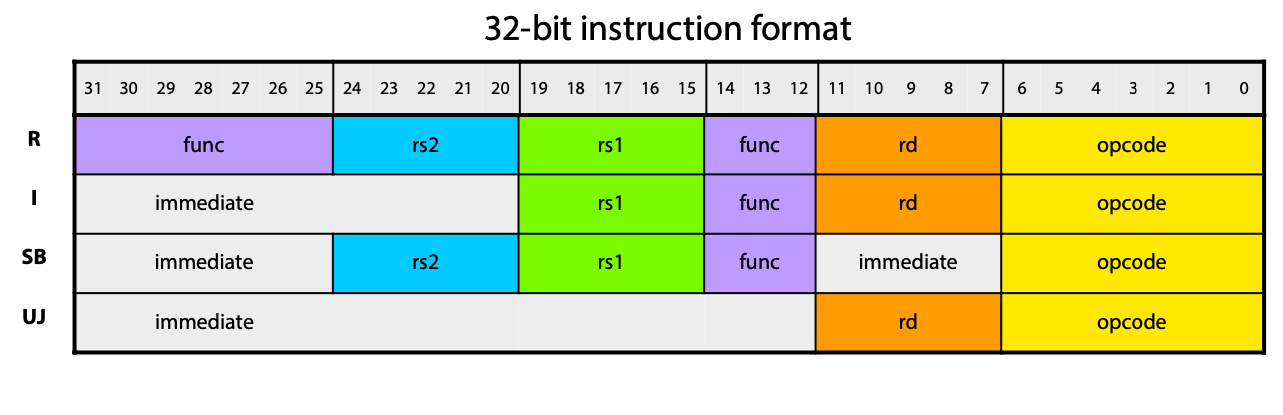 32-bit instruction format
31 30 29 28 27 26 25 24 23 22 21 20 19 18 17 16 15 14 13 12 11 10 9 8 7 6 5 4 3 2 1 0
R func rs2 rs1 func rd opcode
I immediate rs1 func rd opcode
SB immediate rs2 rs1 func immediate opcode
UJ immediate rd opcode